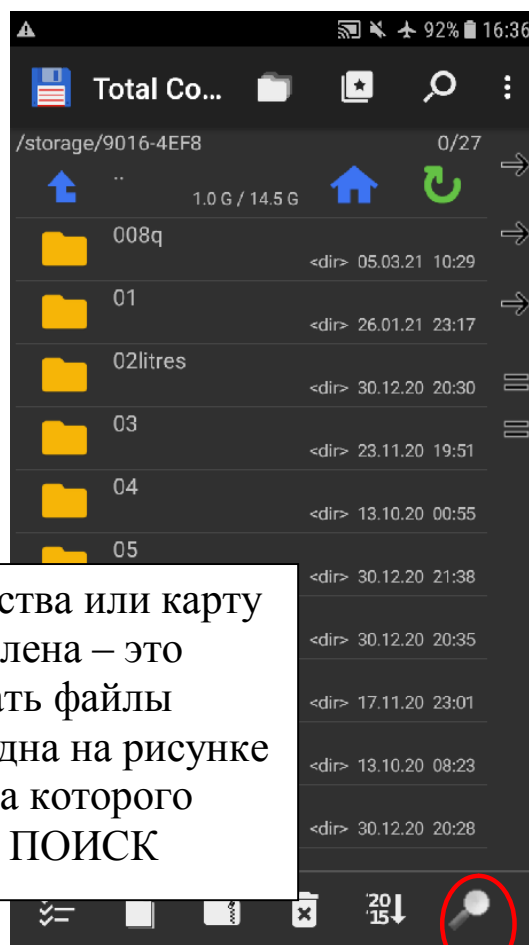 92% 16:36
Total Co...
/storage/9016-4EF8 0/27
..
1.0 G / 14.5 G
008q
<dir> 05.03.21 10:29
01
<dir> 26.01.21 23:17
02litres
<dir> 30.12.20 20:30
03
<dir> 23.11.20 19:51
04
<dir> 13.10.20 00:55
05
<dir> 30.12.20 21:38
<dir> 30.12.20 20:35
<dir> 17.11.20 23:01
<dir> 13.10.20 08:23
<dir> 30.12.20 20:28
ства или карту
лена – это
ать файлы
дна на рисунке
а которого
ПОИСК
'20
'15